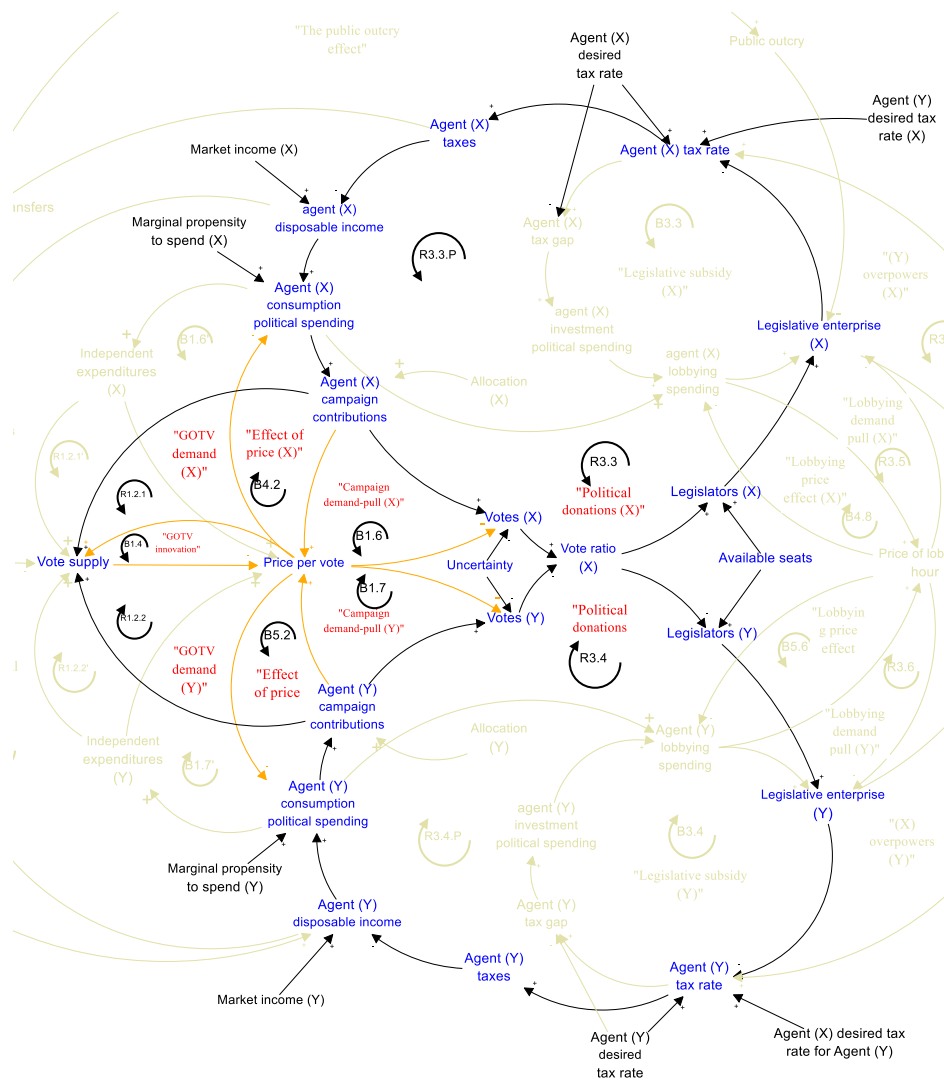 "The public outcry
effect"
Agent (X)
desired
tax rate
Public outcry
Agent (Y)
desired tax
rate (X)
Agent (X)
taxes
Market income (X)
Agent (X) tax rate
agent (X)
disposable income
Marginal propensity
to spend (X)
Agent (X)
tax gap
B3.3
R3.3.P
"Legislative subsidy
(X)"
"(Y)
overpowers
(X)"
Agent (X)
consumption
political spending
agent (X)
investment
political spending
Legislative enterprise
(X)
B1.6'
Independent
expenditures
(X)
agent (X)
lobbying
spending
Agent (X)
campaign
contributions
Allocation
(X)
"Lobbying
demand
pull (X)"
"GOTV
demand
(X)"
"Effect of
price (X)"
R1.2.1'
R3.3
R3.5
"Lobbying
price
effect (X)"
B4.2
"Campaign
demand-pull (X)"
"Political
donations (X)"
Legislators (X)
R1.2.1
Votes (X)
B4.8
B1.6
B1.4
"GOTV
innovation"
Vote supply
Price per vote
Uncertainty
Vote ratio
(X)
Available seats
Price of lob
hour
B1.7
R1.2.2
"Campaign
demand-pull (Y)"
Votes (Y)
"Political
donations
Legislators (Y)
"Lobbyin
g price
effect
B5.2
B5.6'
"GOTV
demand
(Y)"
"Effect
of price
R3.4
R1.2.2'
R3.6
Agent (Y)
campaign
contributions
Allocation
(Y)
Agent (Y)
lobbying
spending
"Lobbying
demand
pull (Y)"
Independent
expenditures
(Y)
B1.7'
Agent (Y)
consumption
political spending
Legislative enterprise
(Y)
agent (Y)
investment
political spending
R3.4.P
B3.4
"(X)
overpowers
(Y)"
Marginal propensity
to spend (Y)
"Legislative subsidy
(Y)"
Agent (Y)
disposable income
Agent (Y)
tax gap
Agent (Y)
taxes
Agent (Y)
tax rate
Market income (Y)
Agent (Y)
desired
tax rate
Agent (X) desired tax
rate for Agent (Y)